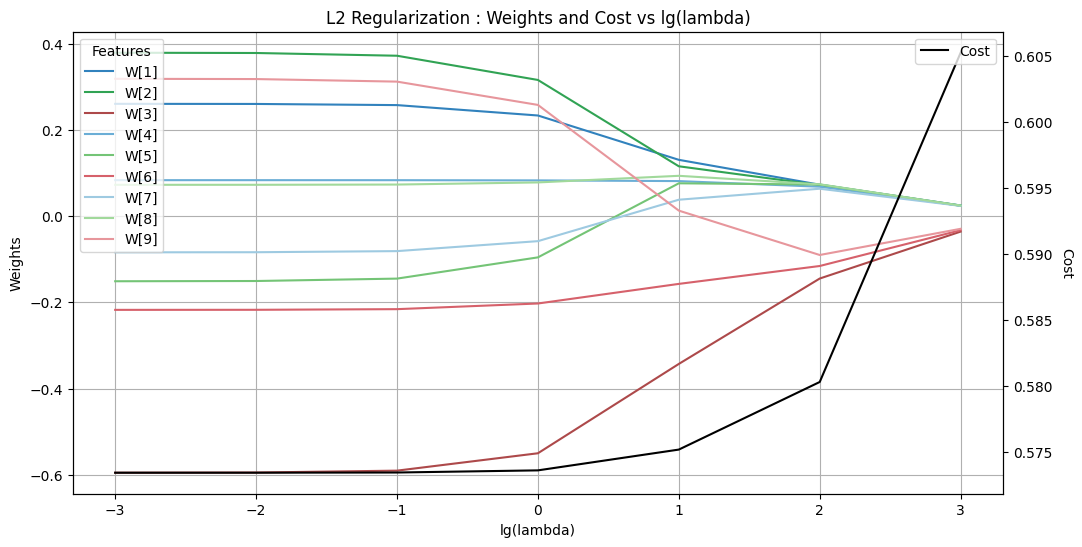 L2 Regularization : Weights and Cost vs lg(lambda)
Features
W[1]
W[2]
W[3]
W[4]
W[5]
W[6]
W[7]
W[8]
W[9]
Cost
Weights
0.4
0.2
0.0
−0.2
−0.4
−0.6
0.605
0.600
0.595
0.590
0.585
0.580
0.575
Cost
−3
−2
−1
0
1
2
3
lg(lambda)